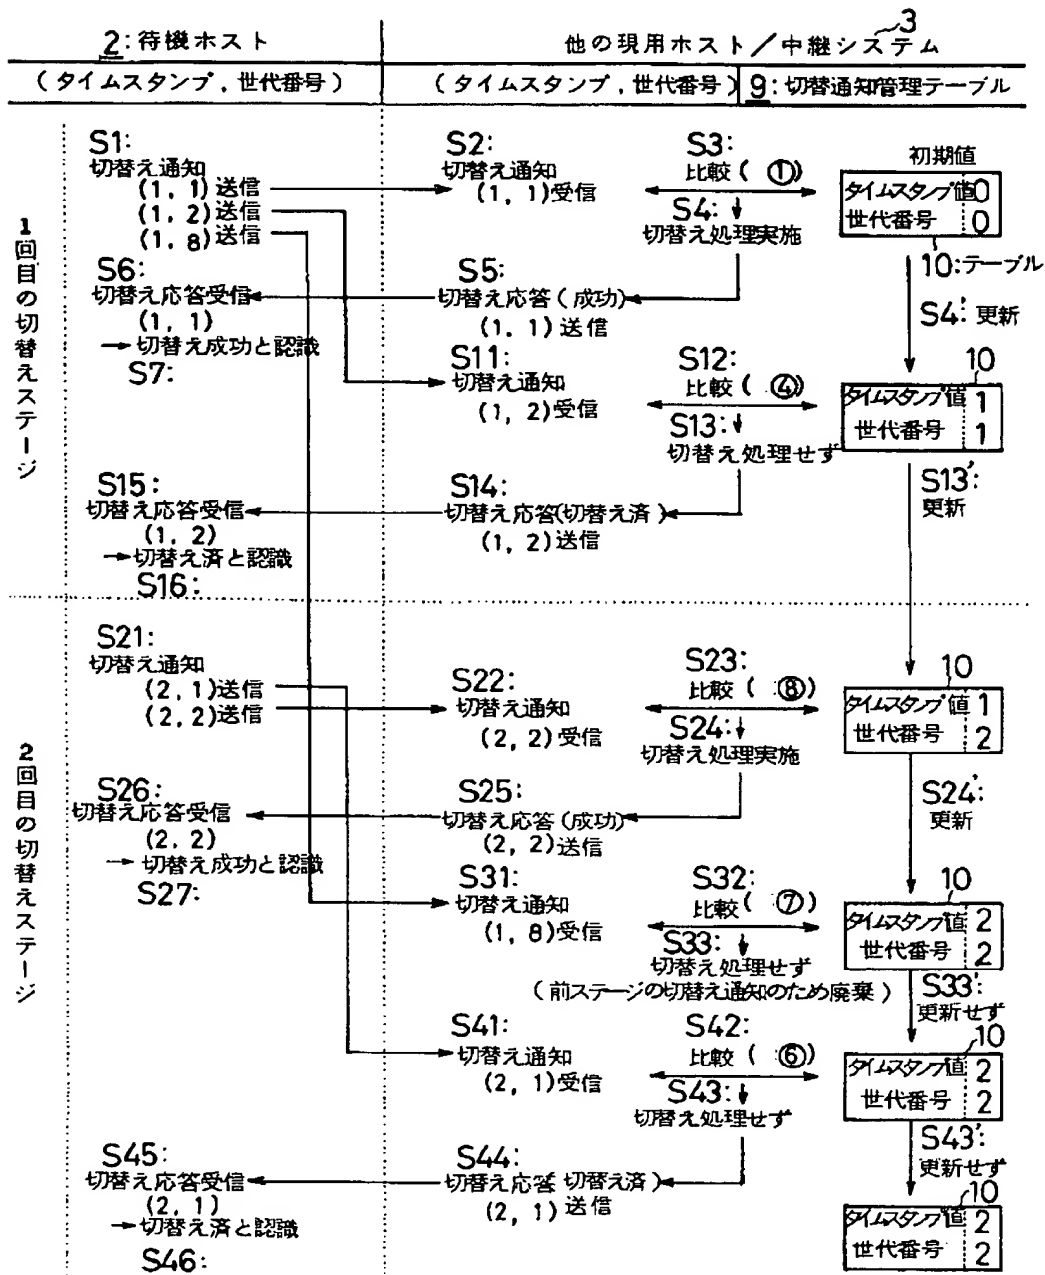 2:待機ホスト
他の現用ホスト/中継システム
3
(タイムスタンプ,世代番号)
(タイムスタンプ,世代番号)
9:切替通知管理テーブル
1回目の切替えステージ
S1:
切替え通知
(1,1)送信
(1,2)送信
(1,8)送信
S2:
切替え通知
(1,1)受信
S3:
比較(①)
S4:
切替え処理実施
初期値
タイムスタンプ値 0
世代番号 0
10:テーブル
S4':更新
S5:
切替え応答(成功)
(1,1)送信
S6:
切替え応答受信
(1,1)
→切替え成功と認識
S7:
S11:
切替え通知
(1,2)受信
S12:
比較(④)
S13:
切替え処理せず
10
タイムスタンプ値 1
世代番号 1
S13':
更新
S14:
切替え応答(切替え済)
(1,2)送信
S15:
切替え応答受信
(1,2)
→切替え済と認識
S16:
2回目の切替えステージ
S21:
切替え通知
(2,1)送信
(2,2)送信
S22:
切替え通知
(2,2)受信
S23:
比較(⑧)
S24:
切替え処理実施
10
タイムスタンプ値 1
世代番号 2
S24':
更新
S25:
切替え応答(成功)
(2,2)送信
S26:
切替え応答受信
(2,2)
→切替え成功と認識
S27:
S31:
切替え通知
(1,8)受信
S32:
比較(⑦)
S33:
切替え処理せず
(前ステージの切替え通知のため廃棄)
10
タイムスタンプ値 2
世代番号 2
S33':
更新せず
S41:
切替え通知
(2,1)受信
S42:
比較(⑥)
S43:
切替え処理せず
10
タイムスタンプ値 2
世代番号 2
S43':
更新せず
S44:
切替え応答(切替え済)
(2,1)送信
S45:
切替え応答受信
(2,1)
→切替え済と認識
S46:
10
タイムスタンプ値 2
世代番号 2